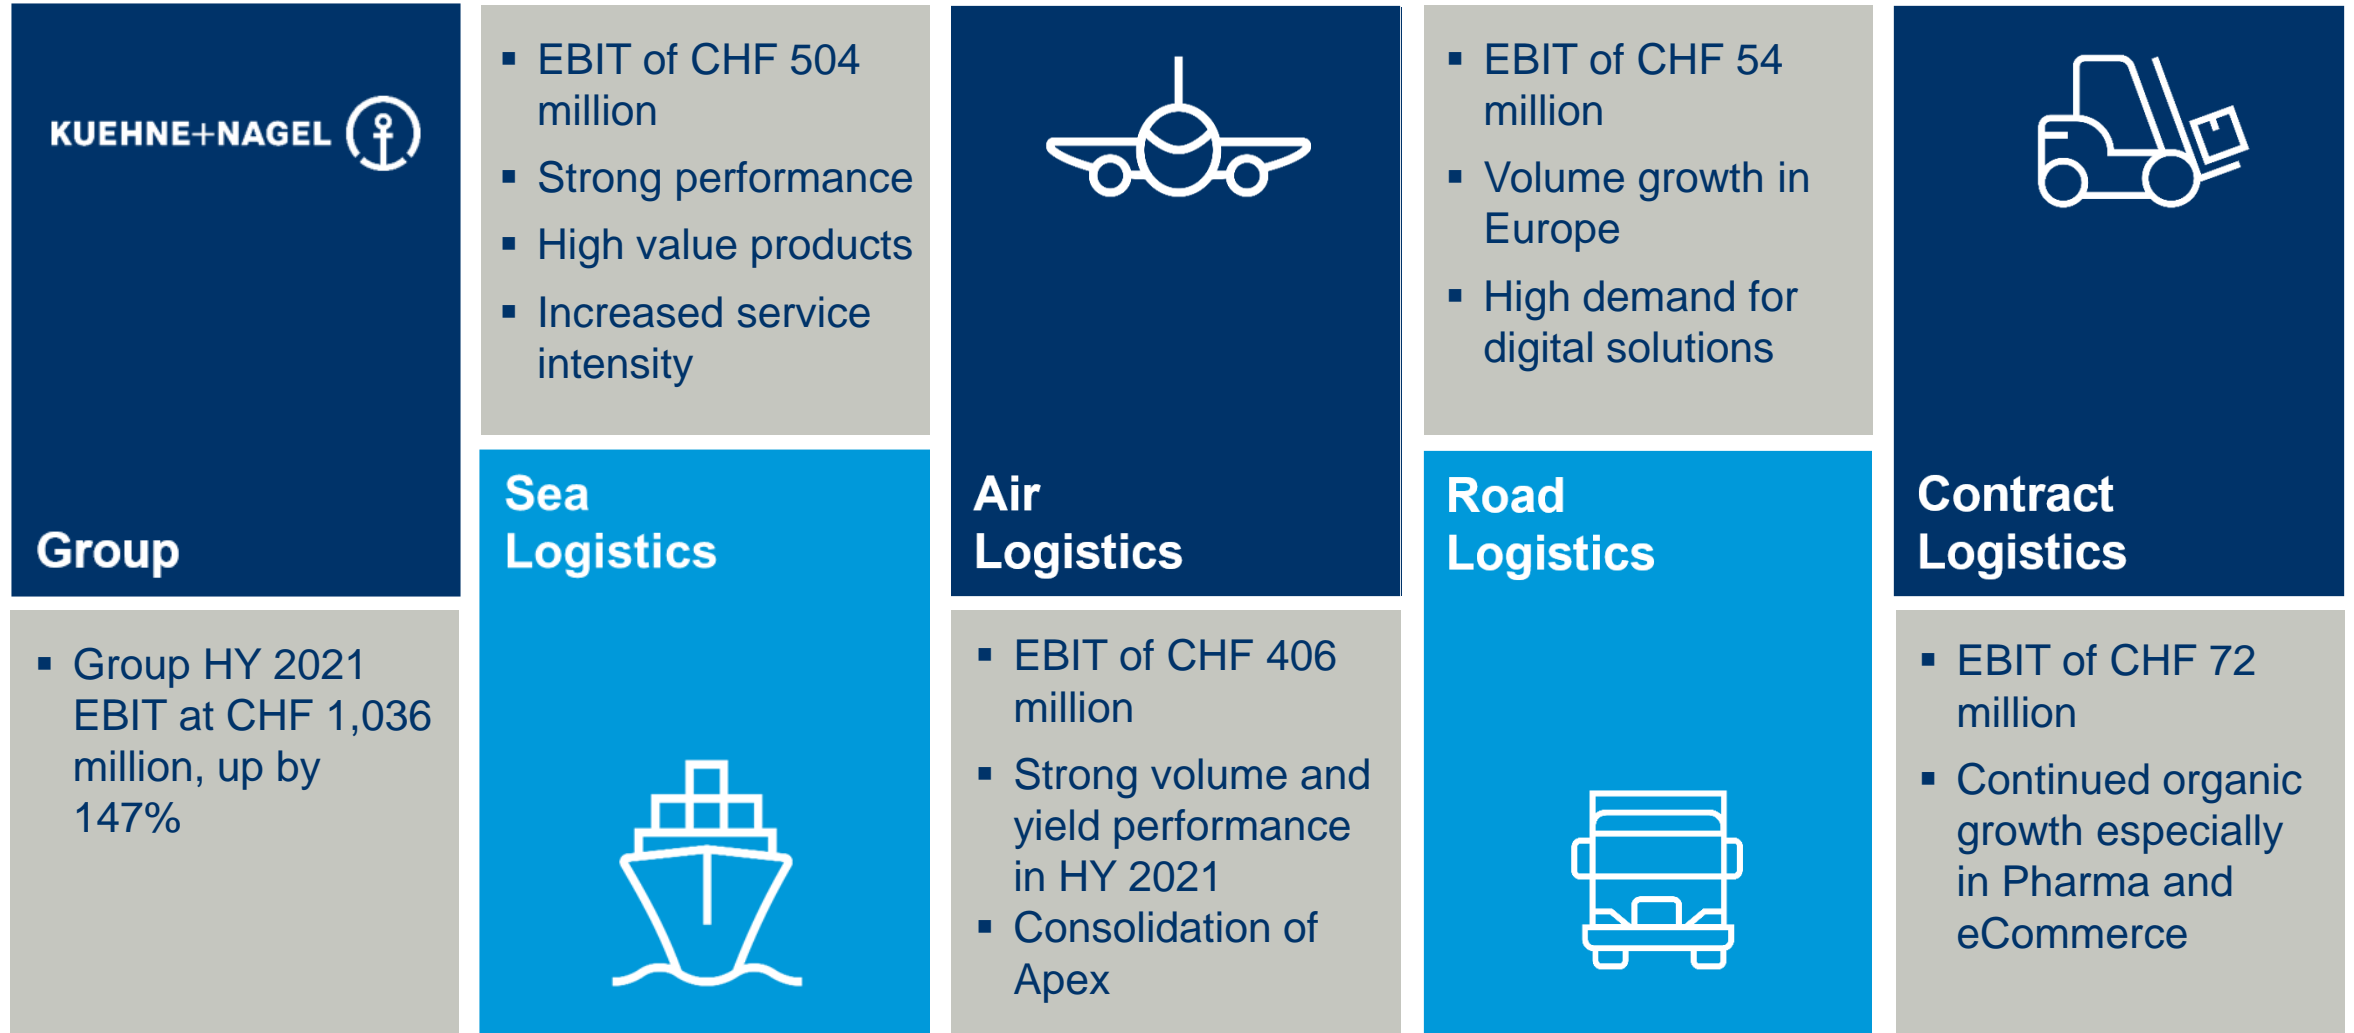 KUEHNE+NAGEL
Group
▪ Group HY 2021
EBIT at CHF 1,036
million, up by
147%
▪ EBIT of CHF 504
million
▪ Strong performance
▪ High value products
▪ Increased service
intensity
Sea
Logistics
Air
Logistics
▪ EBIT of CHF 406
million
▪ Strong volume and
yield performance
in HY 2021
▪ Consolidation of
Apex
▪ EBIT of CHF 54
million
▪ Volume growth in
Europe
▪ High demand for
digital solutions
Road
Logistics
Contract
Logistics
▪ EBIT of CHF 72
million
▪ Continued organic
growth especially
in Pharma and
eCommerce